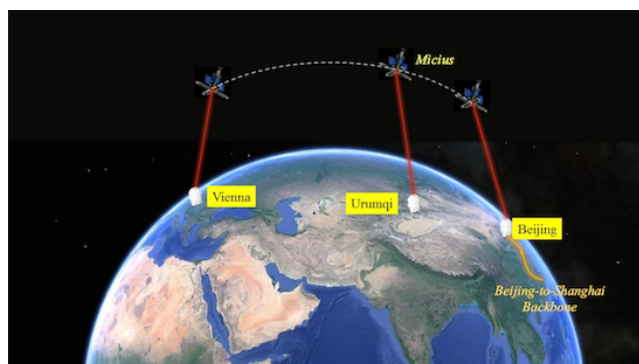 Micius
Vienna
Urumqi
Beijing
Beijing-to-Shanghai
Backbone